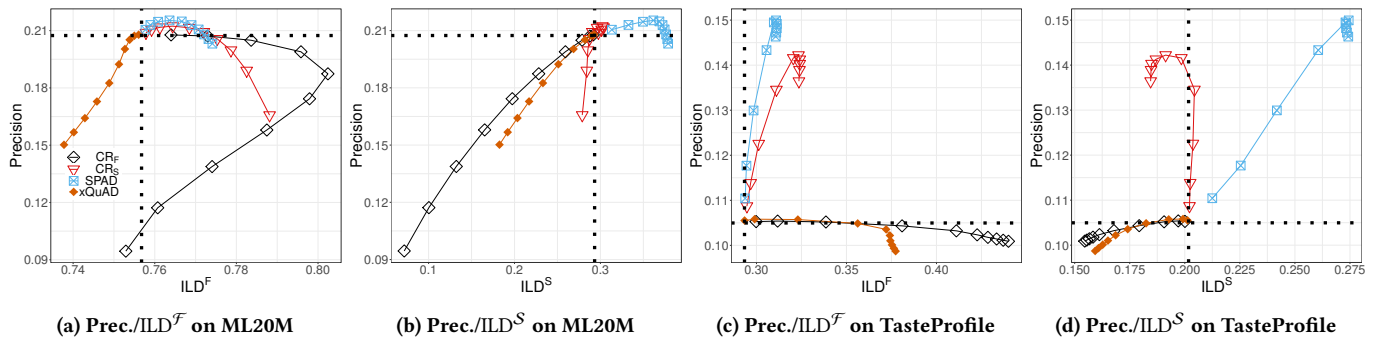 0.21
0.18
0.15
0.12
0.09
Precision
CR_F
CR_S
SPAD
xQuAD
0.74 0.76 0.78 0.80
ILD^F
0.21
0.18
0.15
0.12
0.09
Precision
0.1 0.2 0.3
ILD^S
0.15
0.14
0.13
0.12
0.11
0.10
Precision
0.30 0.35 0.40
ILD^F
0.15
0.14
0.13
0.12
0.11
0.10
Precision
0.150 0.175 0.200 0.225 0.250 0.275
ILD^S
(a) Prec./ILD^ℱ on ML20M
(b) Prec./ILD^𝒮 on ML20M
(c) Prec./ILD^ℱ on TasteProfile
(d) Prec./ILD^𝒮 on TasteProfile